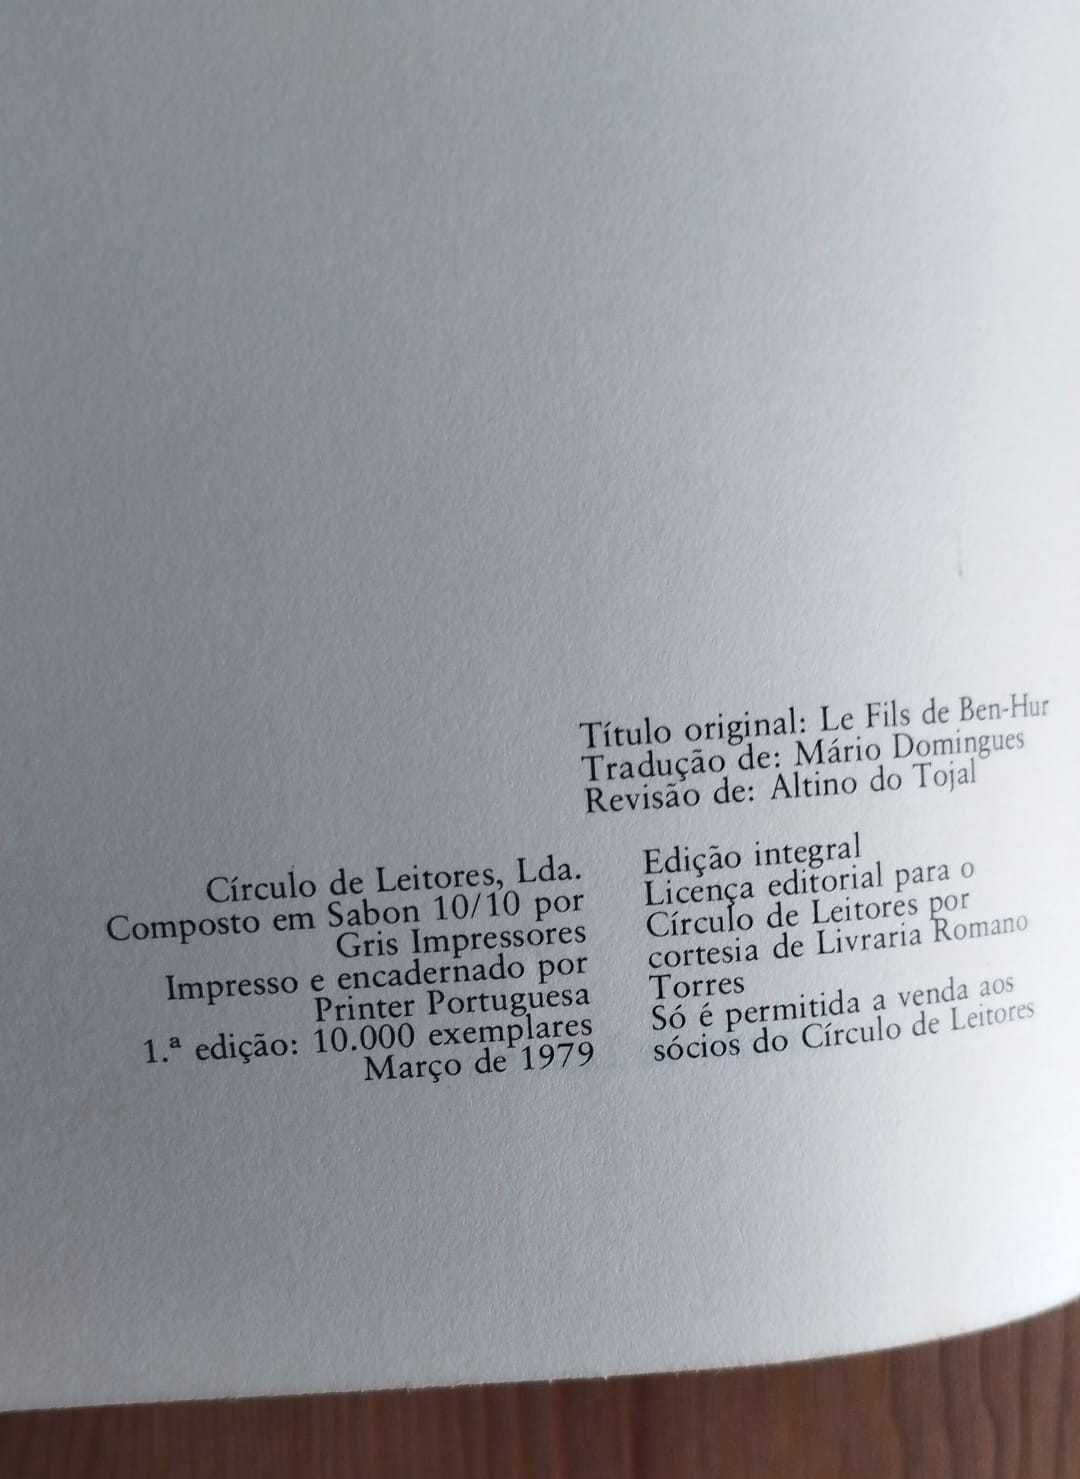 Título original: Le Fils de Ben-Hur
Tradução de: Mário Domingues
Revisão de: Altino do Tojal
Círculo de Leitores, Lda.
Composto em Sabon 10/10 por
Gris Impressores
Impresso e encadernado por
Printer Portuguesa
1.ª edição: 10.000 exemplares
Março de 1979
Edição integral
Licença editorial para o
Círculo de Leitores por
cortesia de Livraria Romano
Torres
Só é permitida a venda aos
sócios do Círculo de Leitores